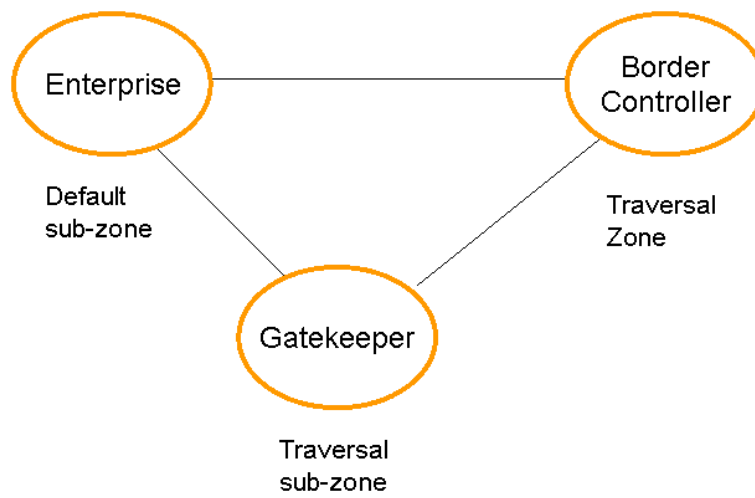 Enterprise
Border
Controller
Default
sub-zone
Traversal
Zone
Gatekeeper
Traversal
sub-zone